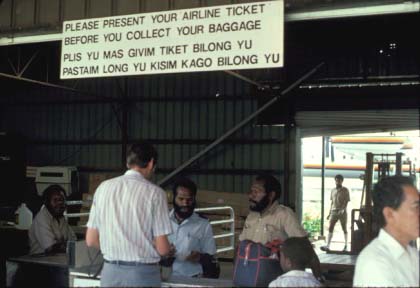 PLEASE PRESENT YOUR AIRLINE TICKET
BEFORE YOU COLLECT YOUR BAGGAGE
PLIS YU MAS GIVIM TIKET BILONG YU
PASTAIM LONG YU KISIM KAGO BILONG YU